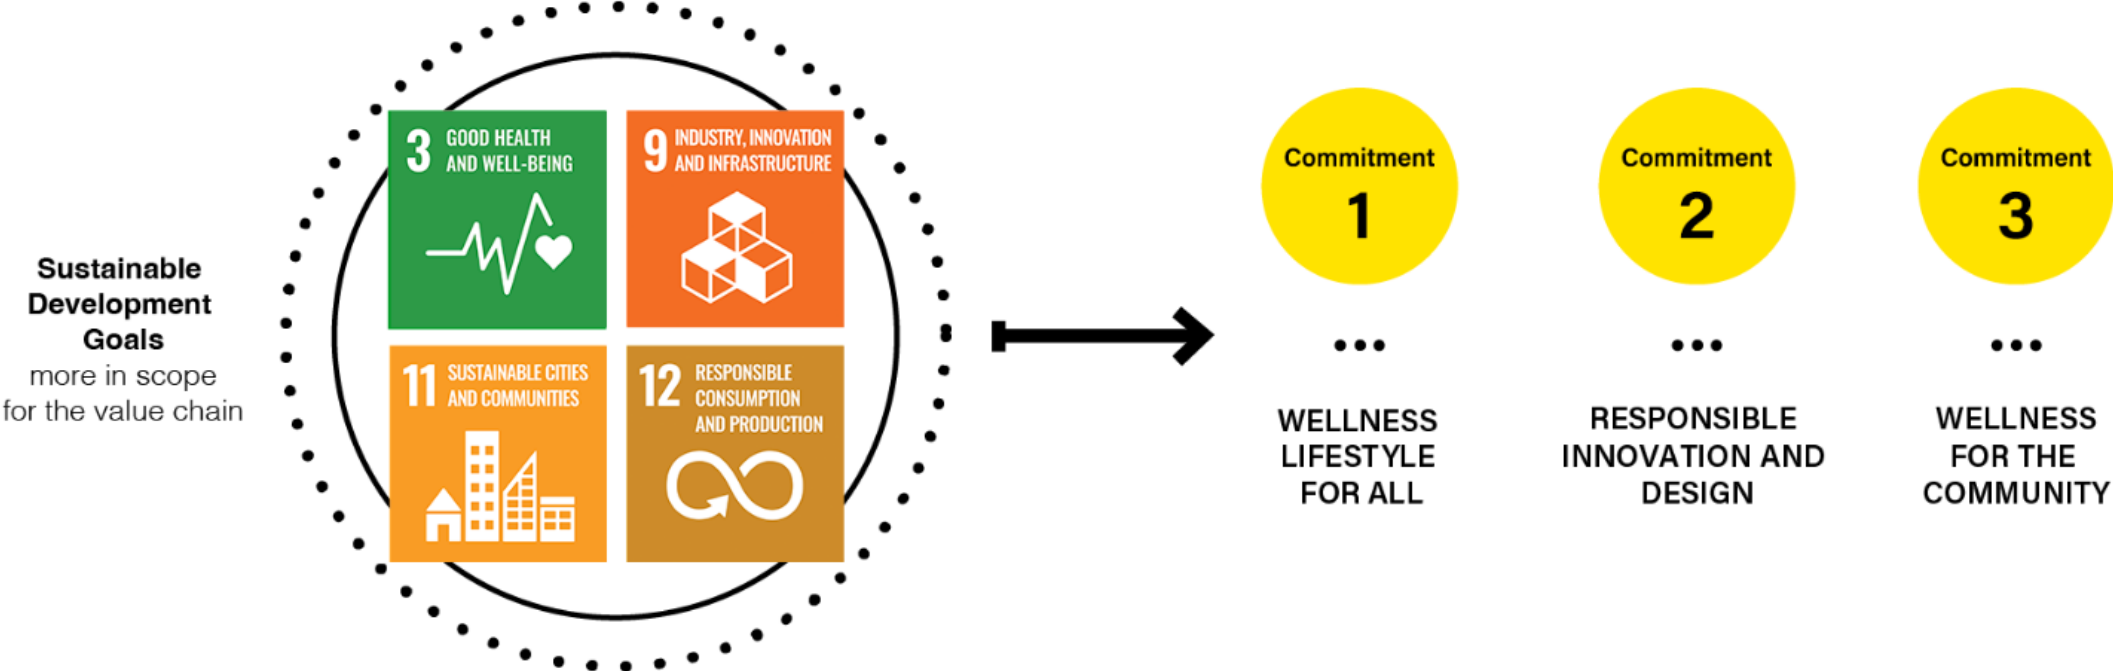 Sustainable
Development
Goals
more in scope
for the value chain
3
GOOD HEALTH
AND WELL-BEING
9
INDUSTRY, INNOVATION
AND INFRASTRUCTURE
11
SUSTAINABLE CITIES
AND COMMUNITIES
12
RESPONSIBLE
CONSUMPTION
AND PRODUCTION
Commitment
1
•••
WELLNESS
LIFESTYLE
FOR ALL
Commitment
2
•••
RESPONSIBLE
INNOVATION AND
DESIGN
Commitment
3
•••
WELLNESS
FOR THE
COMMUNITY